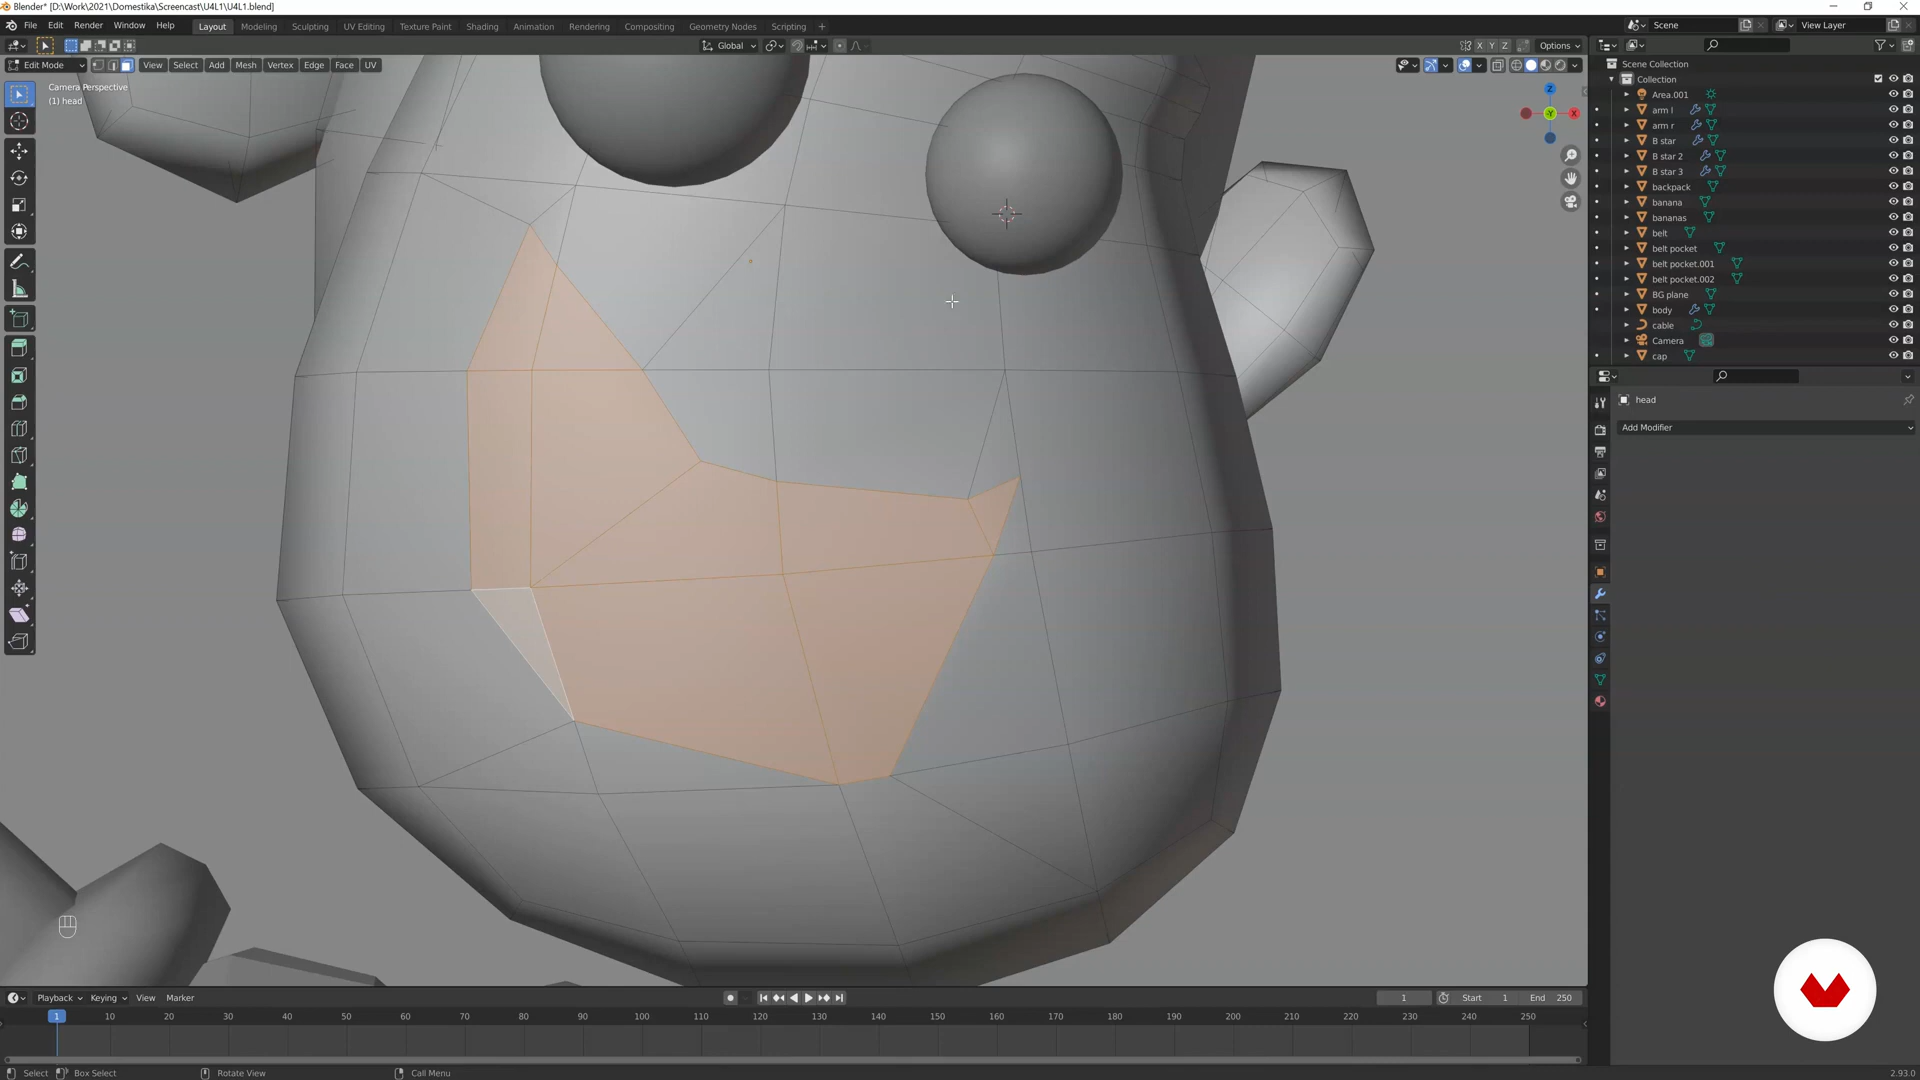 Blender* [D:\Work\2021\Domestika\Screencast\U4L1\U4L1.blend]
File Edit Render Window Help Layout Modeling Sculpting UV Editing Texture Paint Shading Animation Rendering Compositing Geometry Nodes Scripting + Scene View Layer
Global X Y Z Options
Edit Mode View Select Add Mesh Vertex Edge Face UV
Camera Perspective
(1) head
Z
Y
X
Scene Collection
Collection
Area.001
arm l
arm r
B star
B star 2
B star 3
backpack
banana
bananas
belt
belt pocket
belt pocket.001
belt pocket.002
BG plane
body
cable
Camera
cap
head
Add Modifier
Playback Keying View Marker 1 Start 1 End 250
1 10 20 30 40 50 60 70 80 90 100 110 120 130 140 150 160 170 180 190 200 210 220 230 240 250
Select Box Select Rotate View Call Menu 2.93.0